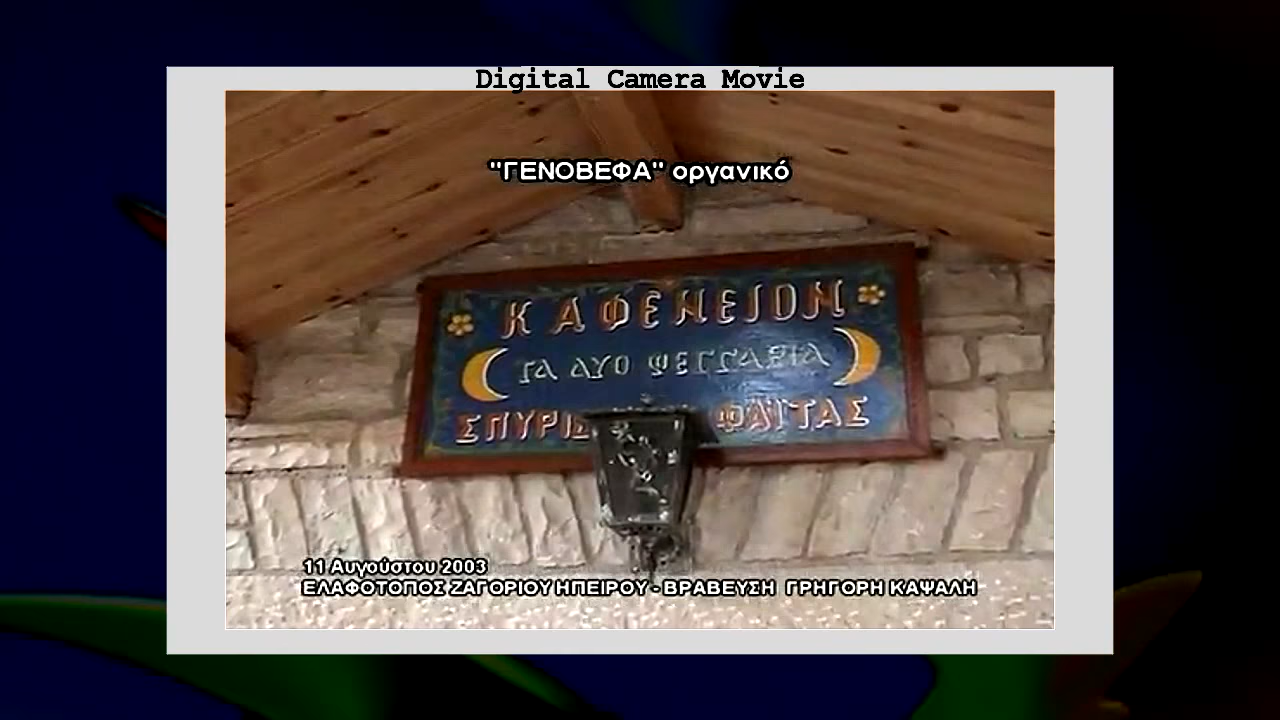 Digital Camera Movie
"ΓΕΝΟΒΕΦΑ" οργανικό
ΚΑΦΕΝΕΙΟΝ
ΤΑ ΔΥΟ ΦΕΓΓΑΡΙΑ
ΦΑΪΤΑΣ
11 Αυγούστου 2003
ΕΛΑΦΟΤΟΠΟΣ ΖΑΓΟΡΙΟΥ ΗΠΕΙΡΟΥ - ΒΡΑΒΕΥΣΗ ΓΡΗΓΟΡΗ ΚΑΨΑΛΗ